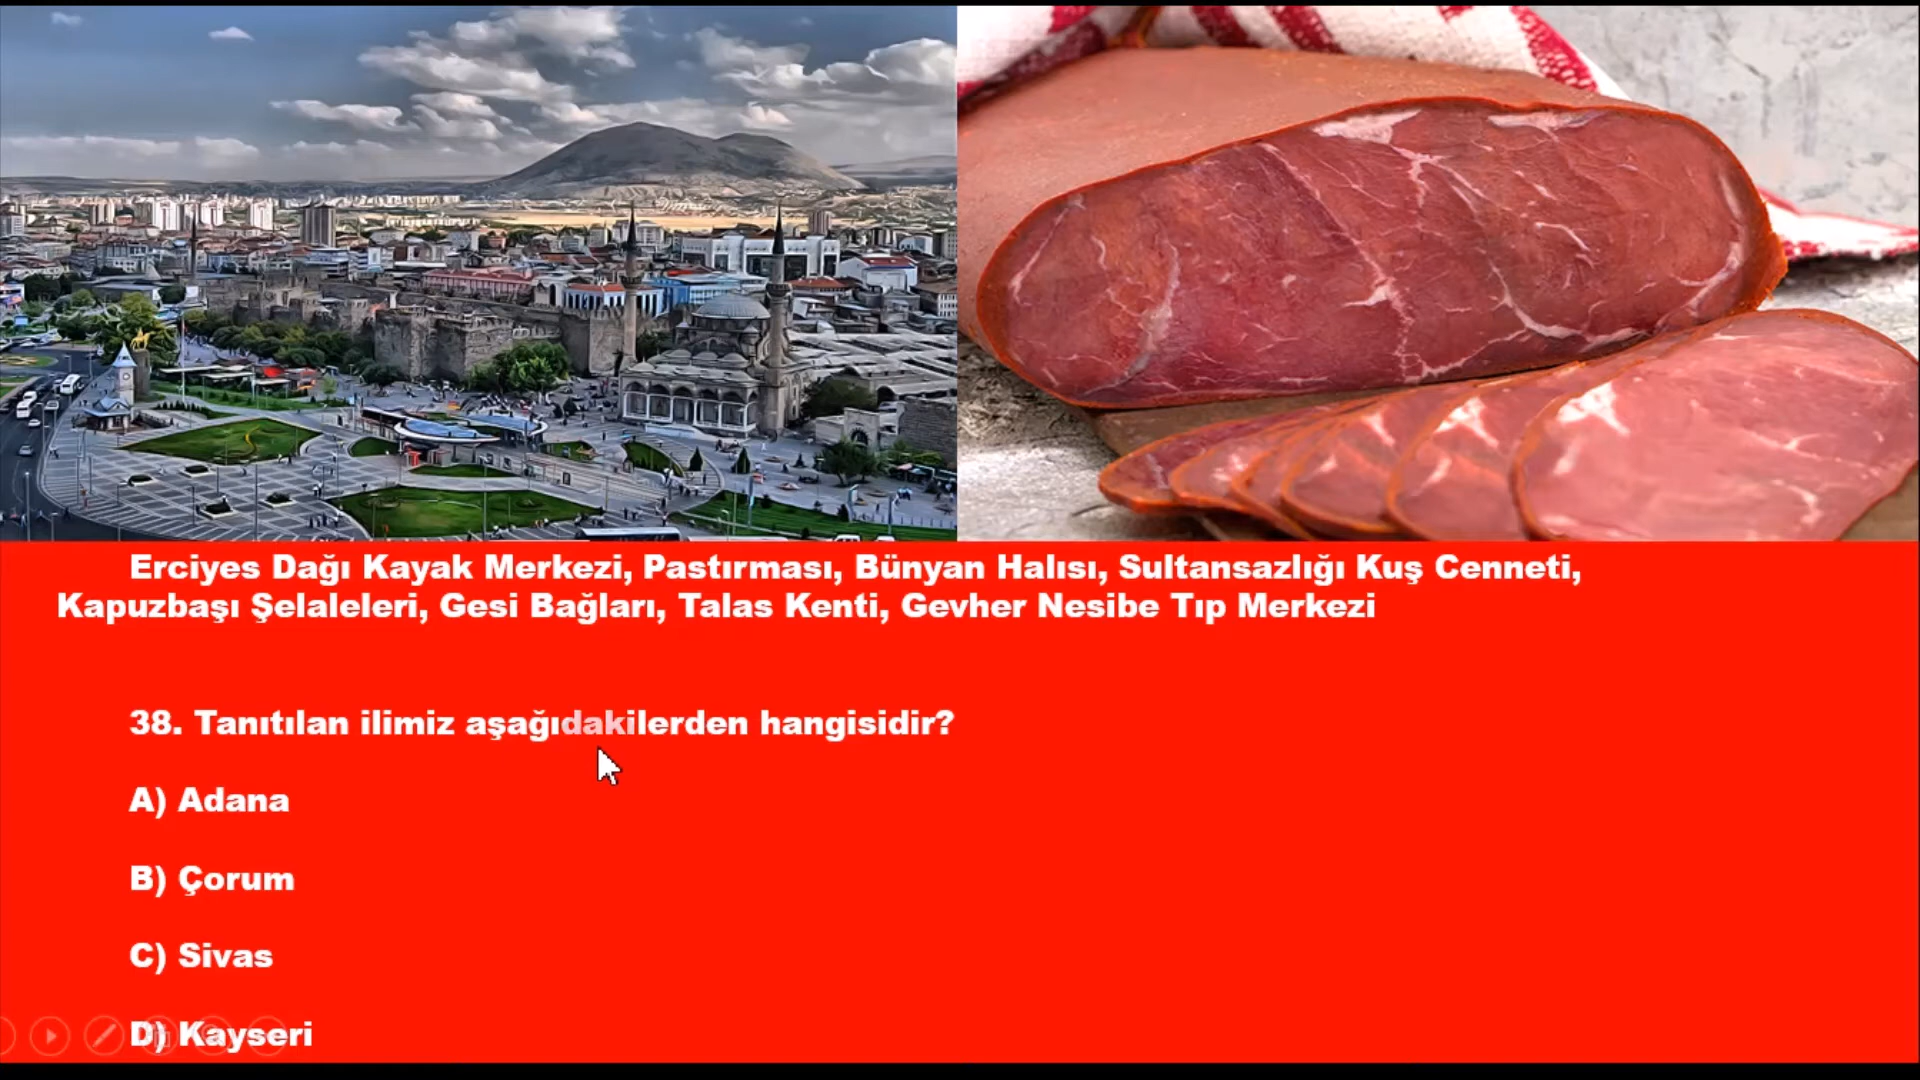 Erciyes Dağı Kayak Merkezi, Pastırması, Bünyan Halısı, Sultansazlığı Kuş Cenneti,
Kapuzbaşı Şelaleleri, Gesi Bağları, Talas Kenti, Gevher Nesibe Tıp Merkezi
38. Tanıtılan ilimiz aşağıdakilerden hangisidir?
A) Adana
B) Çorum
C) Sivas
D) Kayseri